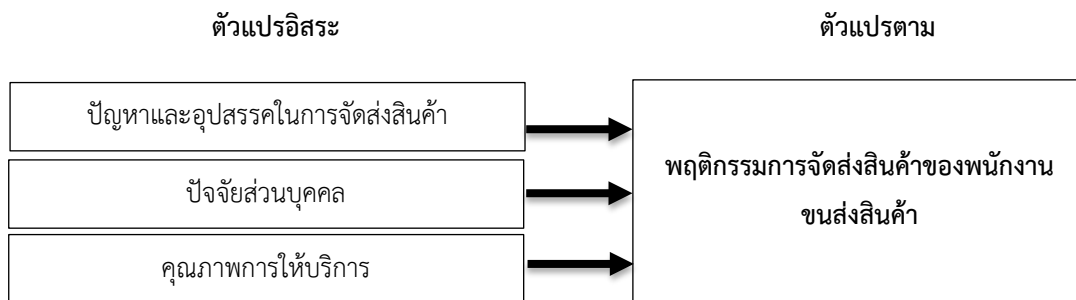 ตัวแปรอิสระ
ตัวแปรตาม
ปัญหาและอุปสรรคในการจัดส่งสินค้า
ปัจจัยส่วนบุคคล
คุณภาพการให้บริการ
พฤติกรรมการจัดส่งสินค้าของพนักงาน
ขนส่งสินค้า